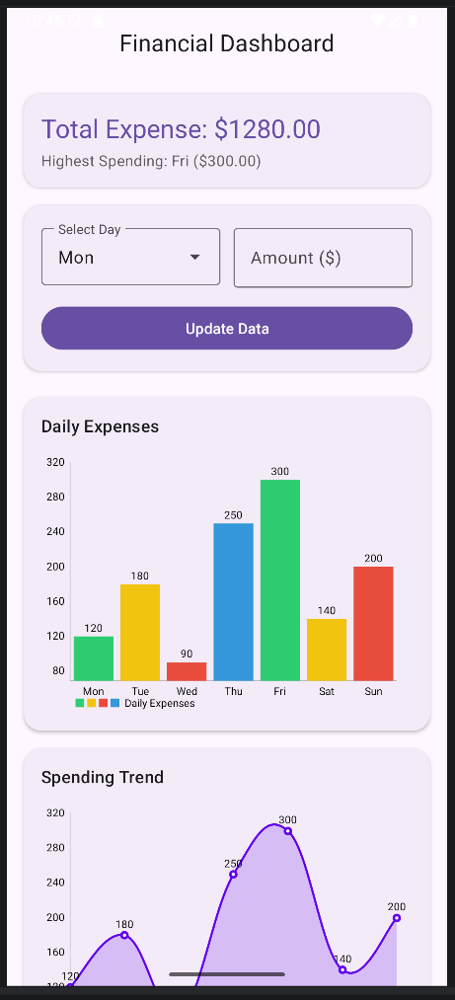 Financial Dashboard
Total Expense: $1280.00
Highest Spending: Fri ($300.00)
Select Day
Mon
Amount ($)
Update Data
Daily Expenses
320
280
240
200
160
120
80
120
180
90
250
300
140
200
Mon Tue Wed Thu Fri Sat Sun
Daily Expenses
Spending Trend
320
280
240
200
160
120
120
180
250
300
140
200